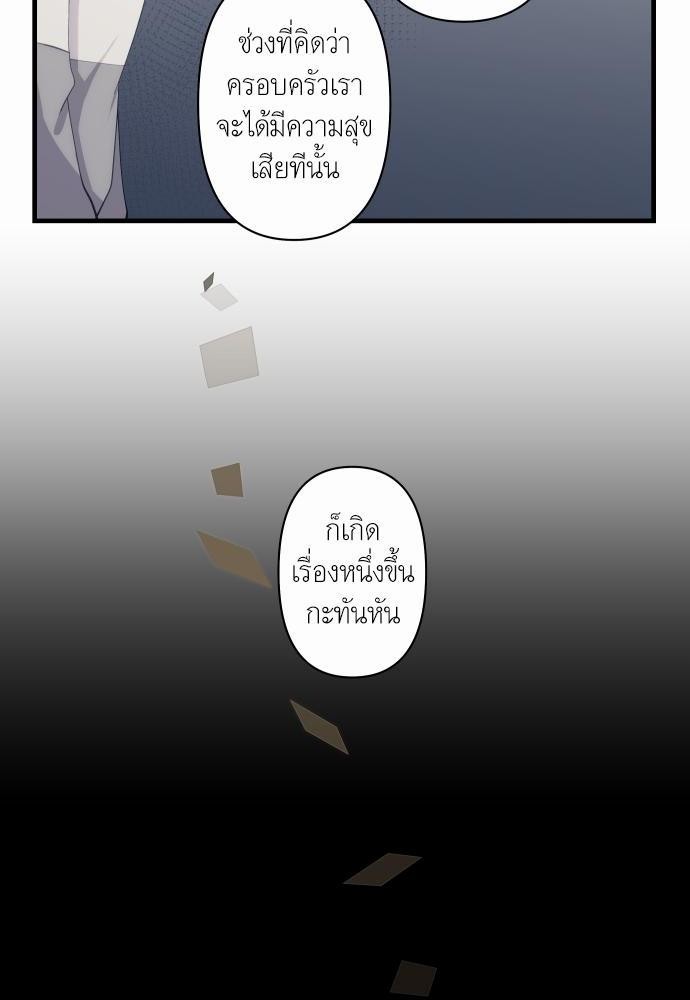 ช่วงที่คิดว่า
ครอบครัวเรา
จะได้มีความสุข
เสียทีนั้น
ก็เกิด
เรื่องหนึ่งขึ้น
กะทันหัน